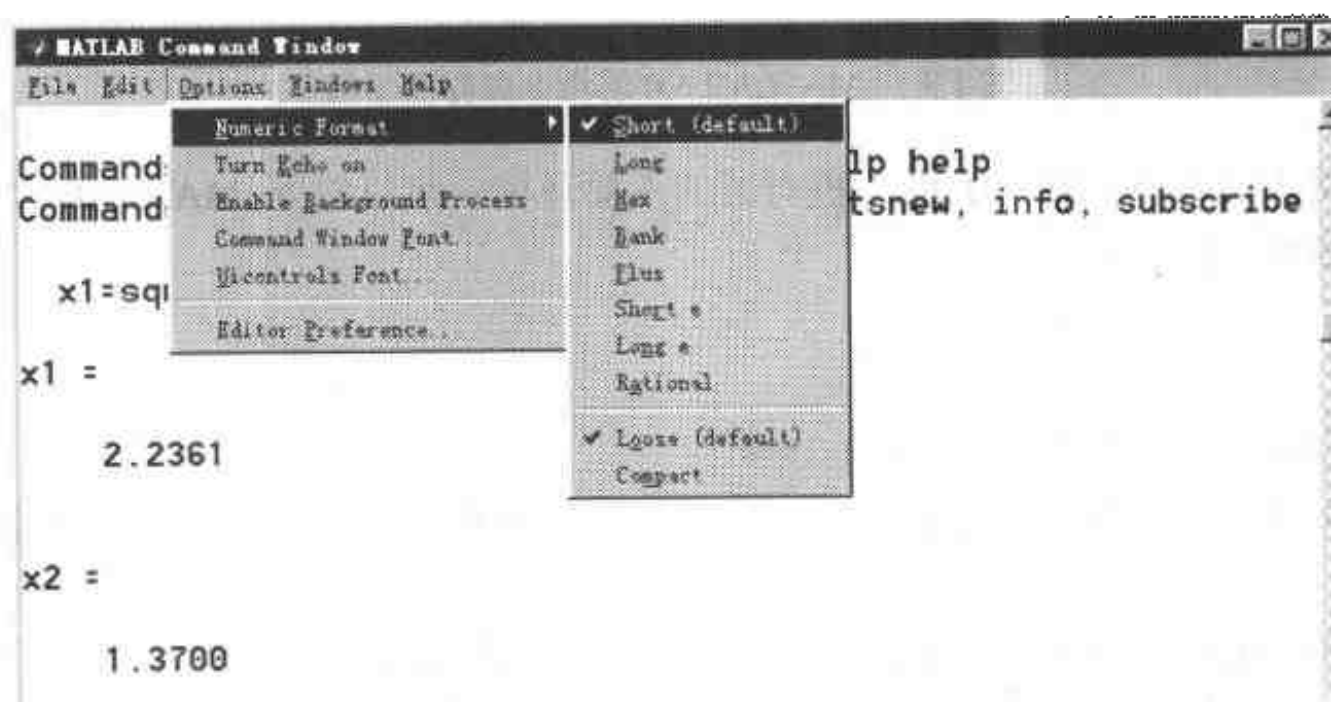 MATLAB Command Window
File Edit Options Windows Help
Numeric Format
Turn Echo on
Enable Background Process
Command Window Font...
Uicontrols Font...
Editor Preference...
✓ Short (default)
Long
Hex
Bank
Plus
Short e
Long e
Rational
✓ Loose (default)
Compact
Command lp help
Command tsnew, info, subscribe
x1=sq
x1 =
2.2361
x2 =
1.3700